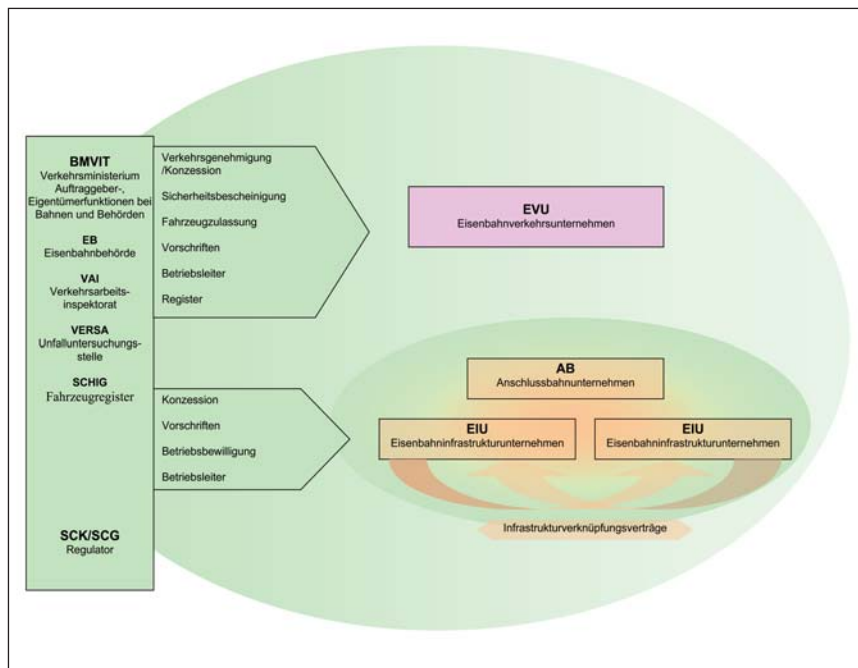 BMVIT
Verkehrsministerium
Auftraggeber-,
Eigentümerfunktionen bei
Bahnen und Behörden
EB
Eisenbahnbehörde
VAI
Verkehrsarbeits-
inspektorat
VERSA
Unfalluntersuchungs-
stelle
SCHIG
Fahrzeugregister
SCK/SCG
Regulator
Verkehrsgenehmigung
/Konzession
Sicherheitsbescheinigung
Fahrzeugzulassung
Vorschriften
Betriebsleiter
Register
EVU
Eisenbahnverkehrsunternehmen
Konzession
Vorschriften
Betriebsbewilligung
Betriebsleiter
AB
Anschlussbahnunternehmen
EIU
Eisenbahninfrastrukturunternehmen
EIU
Eisenbahninfrastrukturunternehmen
Infrastrukturverknüpfungsverträge